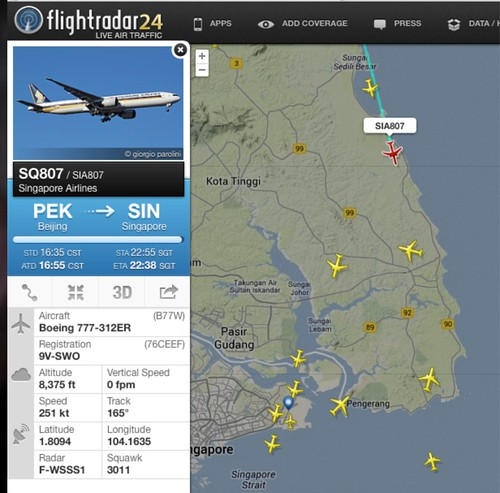 flightradar24
LIVE AIR TRAFFIC
APPS
ADD COVERAGE
PRESS
DATA /
© giorgio parolini
SQ807 / SIA807
Singapore Airlines
PEK
SIN
Beijing
Singapore
STD 16:35 CST
STA 22:55 SGT
ATD 16:55 CST
ETA 22:38 SGT
3D
Aircraft
(B77W)
Boeing 777-312ER
Registration
(76CEEF)
9V-SWO
Altitude
Vertical Speed
8,375 ft
0 fpm
Speed
Track
251 kt
165°
Latitude
Longitude
1.8094
104.1635
Radar
Squawk
F-WSSS1
3011
+
−
Sungai
Sedili Besar
3
SIA807
99
Kota Tinggi
99
am
Takungan Air
Sultan Iskandar
Sungai
Johor
Sungai
Lebam
92
89
90
Pasir
Gudang
Pengerang
ngapore
Singapore
Strait